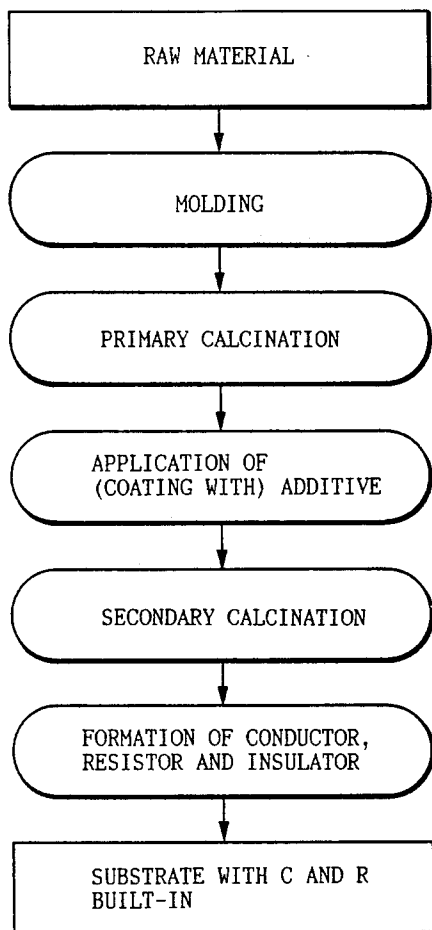 RAW MATERIAL
MOLDING
PRIMARY CALCINATION
APPLICATION OF
(COATING WITH) ADDITIVE
SECONDARY CALCINATION
FORMATION OF CONDUCTOR,
RESISTOR AND INSULATOR
SUBSTRATE WITH C AND R
BUILT-IN